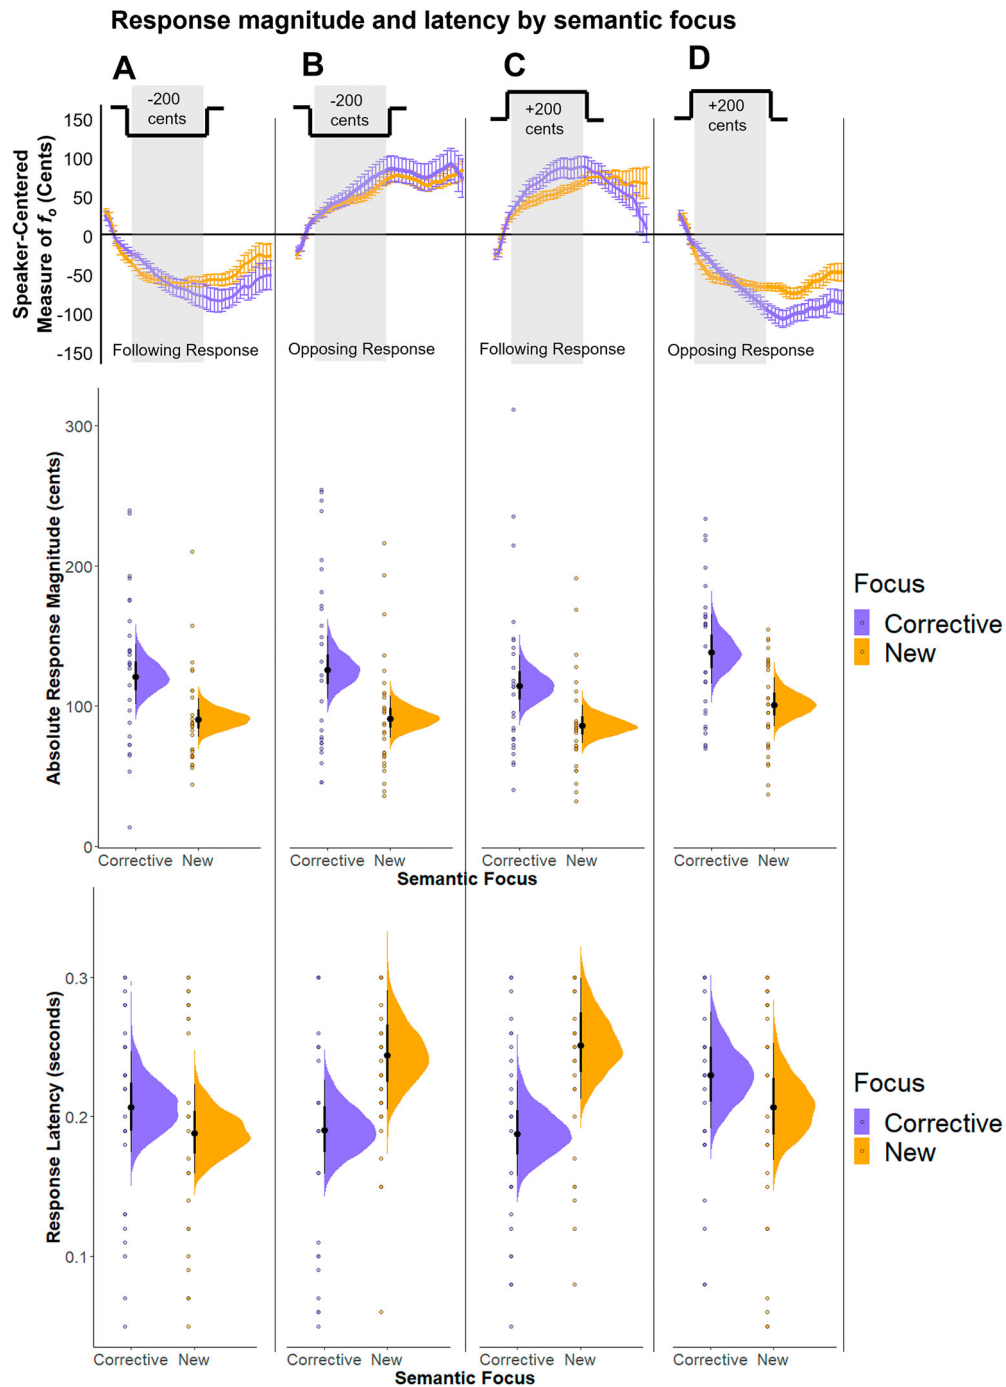 Response magnitude and latency by semantic focus
A B C D
-200 cents
-200 cents
+200 cents
+200 cents
Speaker-Centered
Measure of fo (Cents)
150
100
50
0
-50
-100
-150
Following Response
Opposing Response
Following Response
Opposing Response
Absolute Response Magnitude (cents)
300
200
100
0
Corrective New Corrective New Corrective New Corrective New
Semantic Focus
Focus
Corrective
New
Response Latency (seconds)
0.3
0.2
0.1
Corrective New Corrective New Corrective New Corrective New
Semantic Focus
Focus
Corrective
New